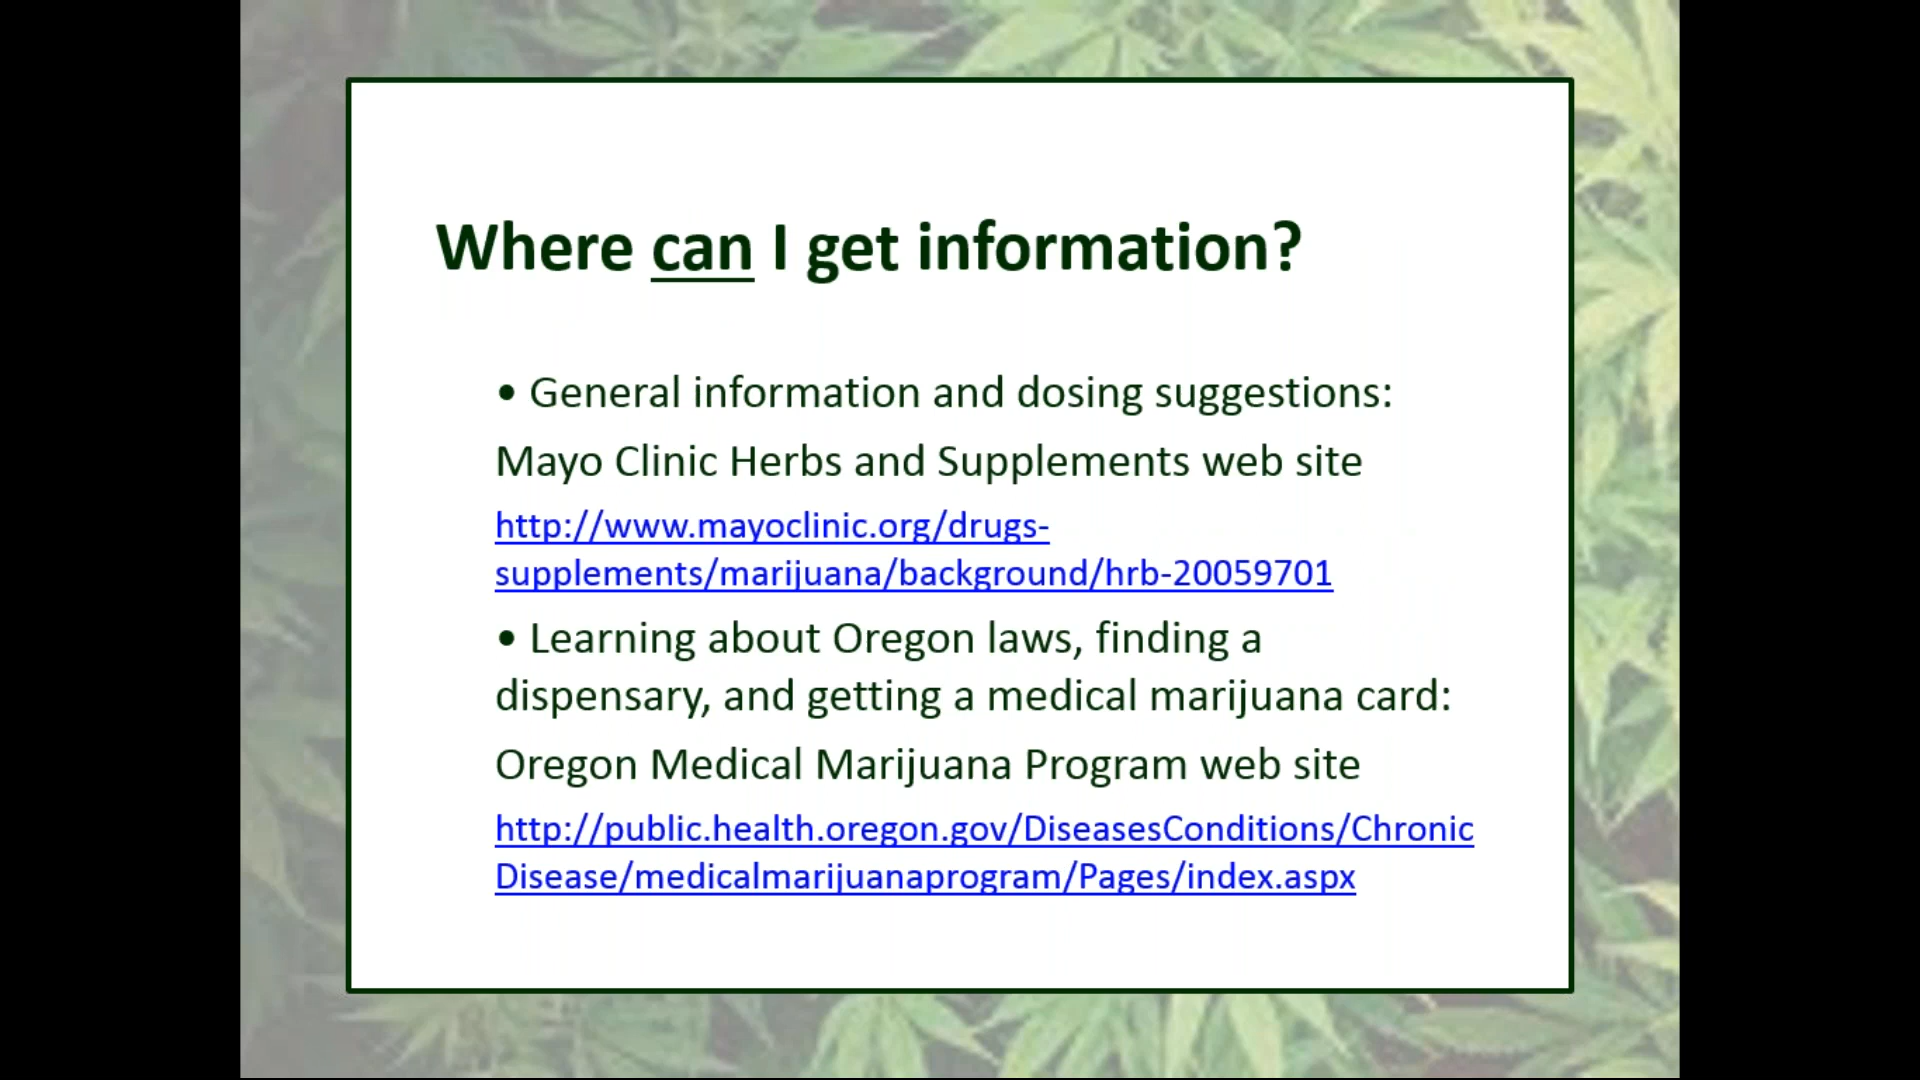 Where can I get information?
• General information and dosing suggestions:
Mayo Clinic Herbs and Supplements web site
http://www.mayoclinic.org/drugs-
supplements/marijuana/background/hrb-20059701
• Learning about Oregon laws, finding a
dispensary, and getting a medical marijuana card:
Oregon Medical Marijuana Program web site
http://public.health.oregon.gov/DiseasesConditions/Chronic
Disease/medicalmarijuanaprogram/Pages/index.aspx